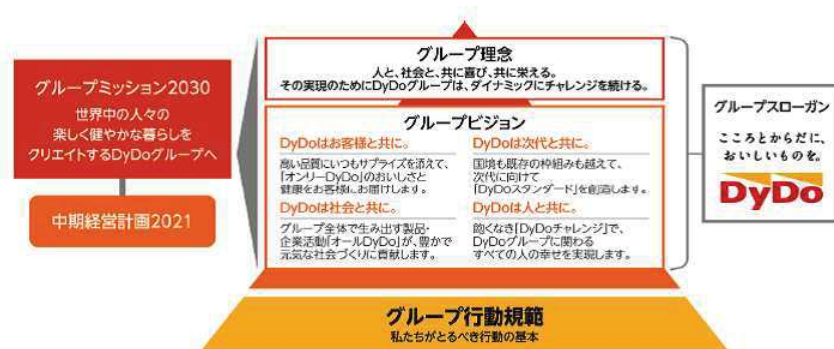 グループミッション2030
世界中の人々の
楽しく健やかな暮らしを
クリエイトするDyDoグループへ
中期経営計画2021
グループ理念
人と、社会と、共に喜び、共に栄える。
その実現のためにDyDoグループは、ダイナミックにチャレンジを続ける。
グループビジョン
DyDoはお客様と共に。
高い品質にいつもサプライズを添えて、
「オンリーDyDo」のおいしさと
健康をお客様にお届けします。
DyDoは次代と共に。
国境も既存の枠組みも越えて、
次代に向けて
「DyDoスタンダード」を創造します。
DyDoは社会と共に。
グループ全体で生み出す製品・
企業活動「オールDyDo」が、豊かで
元気な社会づくりに貢献します。
DyDoは人と共に。
飽くなき「DyDoチャレンジ」で、
DyDoグループに関わる
すべての人の幸せを実現します。
グループ行動規範
私たちがとるべき行動の基本
グループスローガン
こころとからだに、
おいしいものを。
DyDo